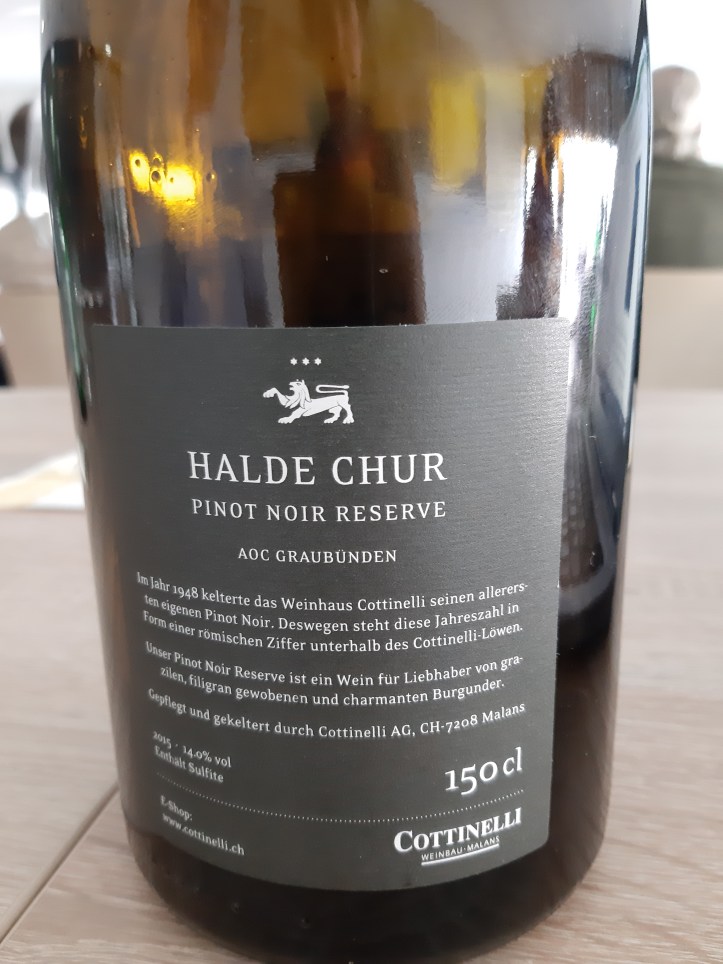 HALDE CHUR
PINOT NOIR RESERVE
AOC GRAUBÜNDEN
Im Jahr 1948 kelterte das Weinhaus Cottinelli seinen allerers-
ten eigenen Pinot Noir. Deswegen steht diese Jahreszahl in
Form einer römischen Ziffer unterhalb des Cottinelli-Löwen.
Unser Pinot Noir Reserve ist ein Wein für Liebhaber von gra-
zilen, filigran gewobenen und charmanten Burgunder.
Gepflegt und gekeltert durch Cottinelli AG, CH-7208 Malans
2015 · 14.0% vol
Enthält Sulfite
150 cl
E-Shop:
www.cottinelli.ch
COTTINELLI
WEINBAU·MALANS